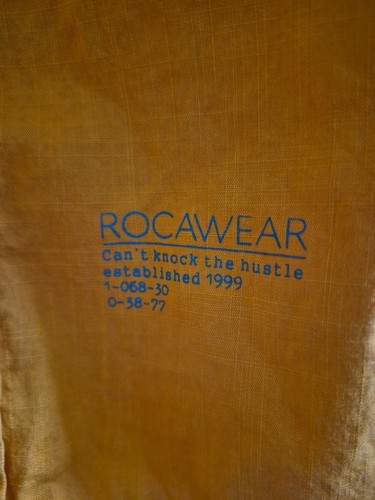 ROCAWEAR
Can't knock the hustle
established 1999
1-068-30
0-38-77